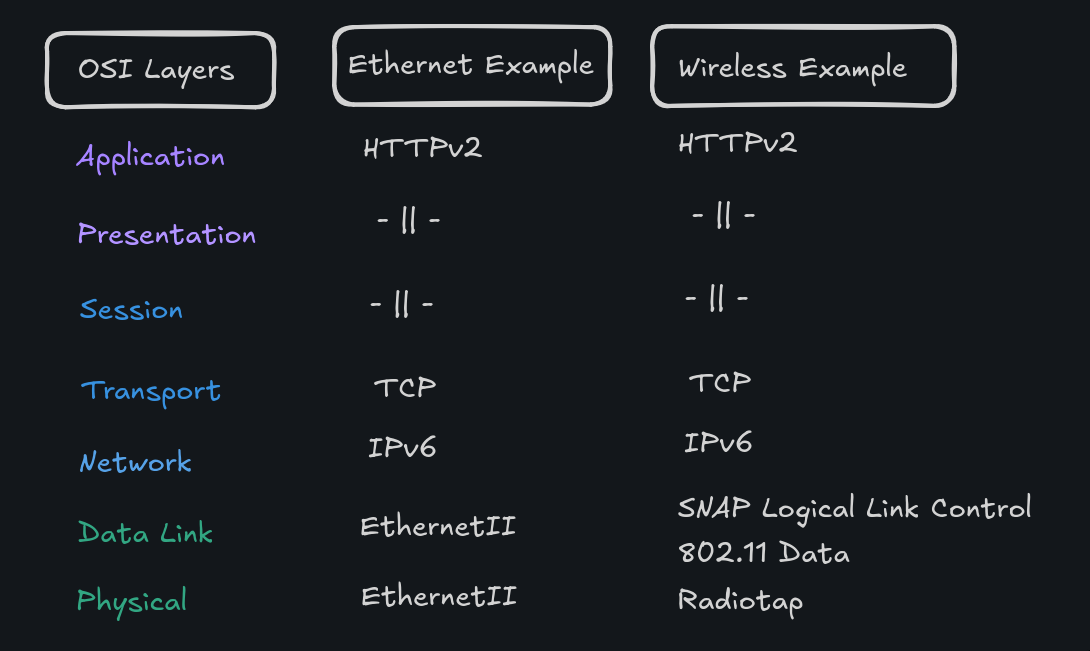 OSI Layers Ethernet Example Wireless Example
Application HTTPv2 HTTPv2
Presentation - || - - || -
Session - || - - || -
Transport TCP TCP
Network IPv6 IPv6
Data Link EthernetII SNAP Logical Link Control
802.11 Data
Physical EthernetII Radiotap